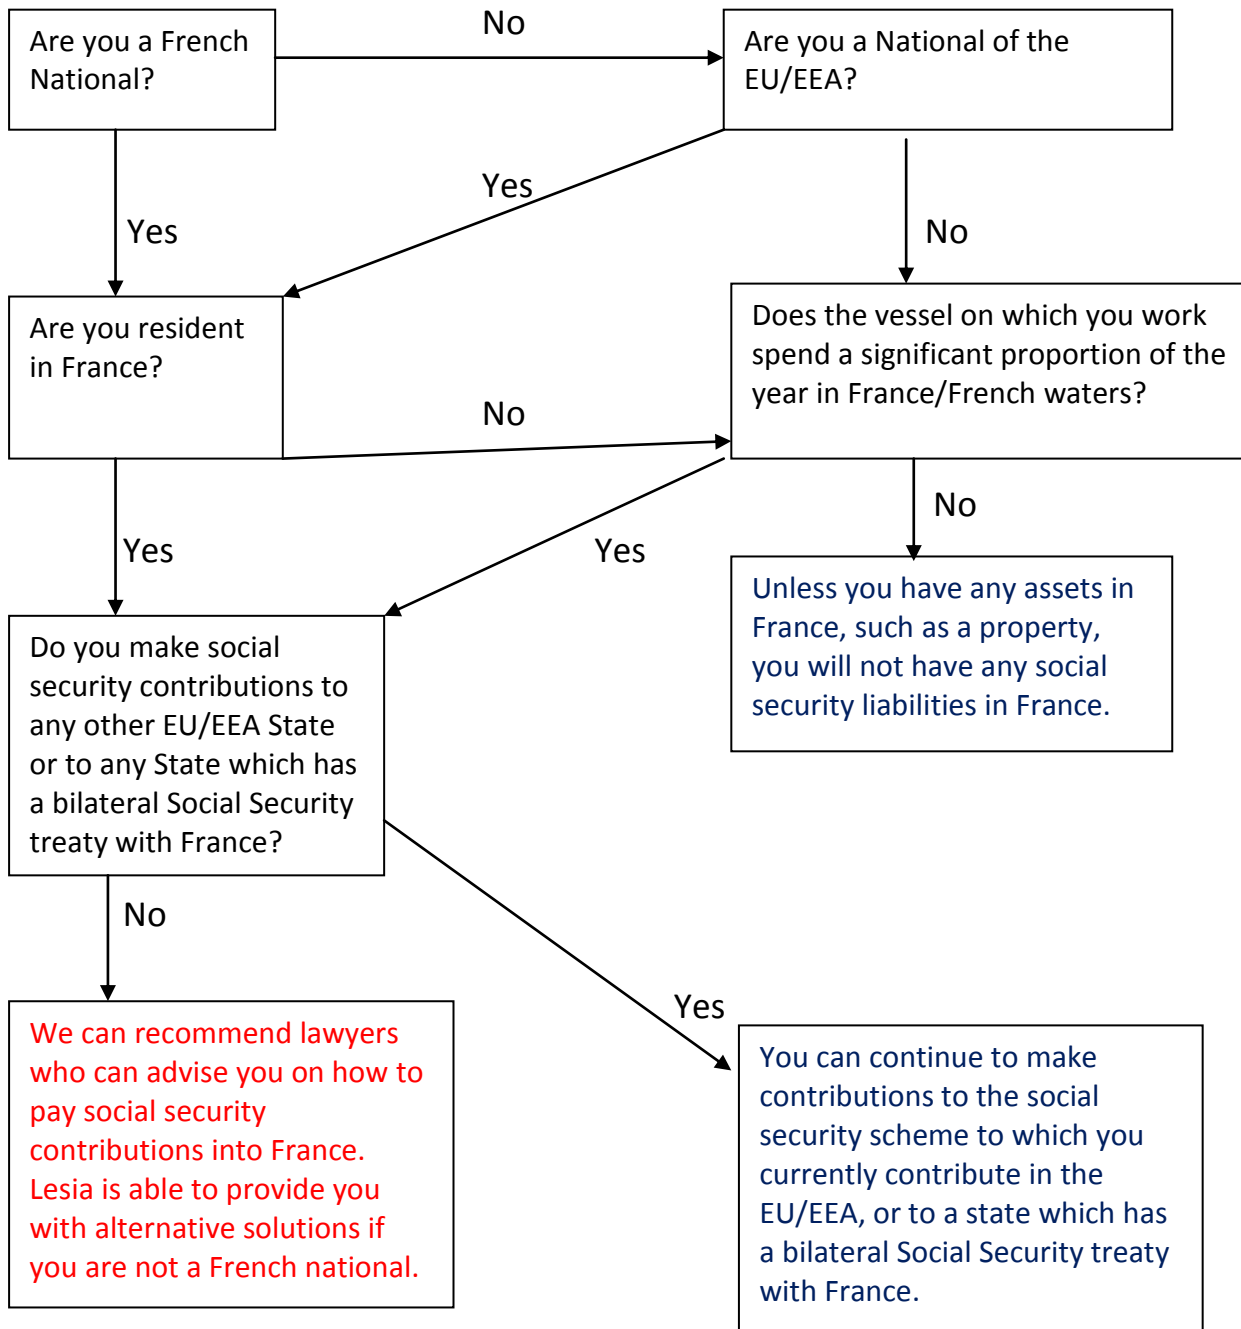 Are you a French
National?
No
Are you a National of the
EU/EEA?
Yes
Yes
No
Are you resident
in France?
Does the vessel on which you work
spend a significant proportion of the
year in France/French waters?
No
Yes
Yes
No
Do you make social
security contributions to
any other EU/EEA State
or to any State which has
a bilateral Social Security
treaty with France?
Unless you have any assets in
France, such as a property,
you will not have any social
security liabilities in France.
No
Yes
We can recommend lawyers
who can advise you on how to
pay social security
contributions into France.
Lesia is able to provide you
with alternative solutions if
you are not a French national.
You can continue to make
contributions to the social
security scheme to which you
currently contribute in the
EU/EEA, or to a state which has
a bilateral Social Security treaty
with France.